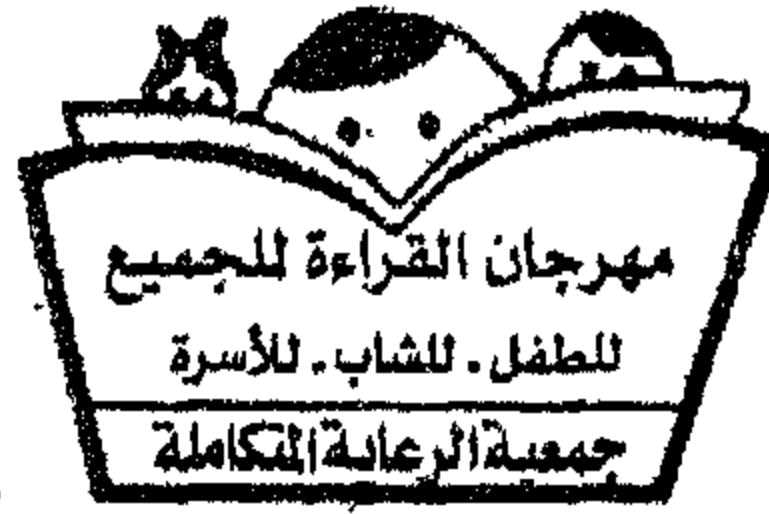 مهرجان القراءة للجميع
للطفل . للشاب . للأسرة
جمعية الرعاية المتكاملة